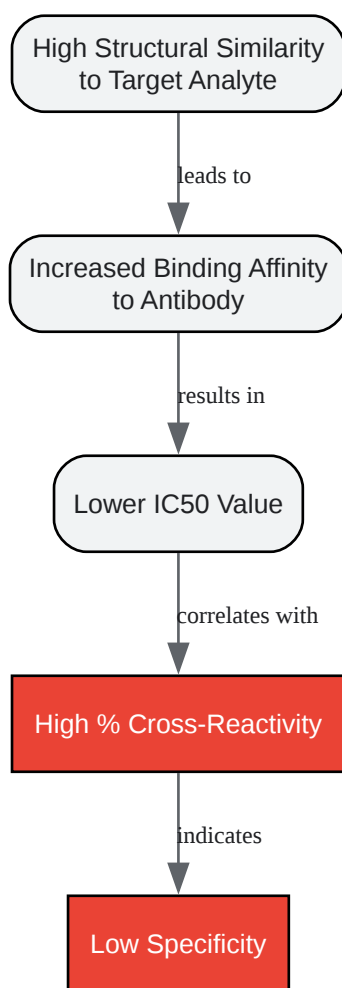 High Structural Similarity
to Target Analyte
leads to
Increased Binding Affinity
to Antibody
results in
Lower IC50 Value
correlates with
High % Cross-Reactivity
indicates
Low Specificity